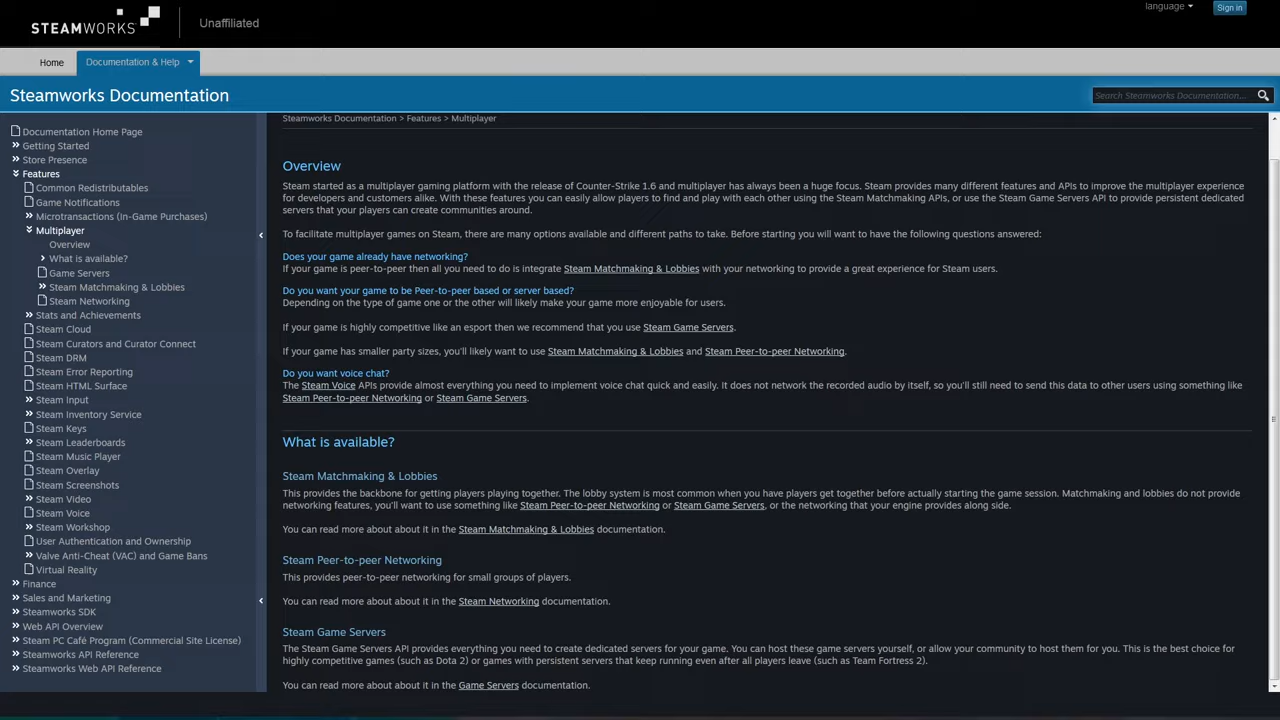 STEAMWORKS
Unaffiliated
language
Sign in
Home
Documentation & Help
Steamworks Documentation
Search Steamworks Documentation...
Documentation Home Page
Getting Started
Store Presence
Features
Common Redistributables
Game Notifications
Microtransactions (In-Game Purchases)
Multiplayer
Overview
What is available?
Game Servers
Steam Matchmaking & Lobbies
Steam Networking
Stats and Achievements
Steam Cloud
Steam Curators and Curator Connect
Steam DRM
Steam Error Reporting
Steam HTML Surface
Steam Input
Steam Inventory Service
Steam Keys
Steam Leaderboards
Steam Music Player
Steam Overlay
Steam Screenshots
Steam Video
Steam Voice
Steam Workshop
User Authentication and Ownership
Valve Anti-Cheat (VAC) and Game Bans
Virtual Reality
Finance
Sales and Marketing
Steamworks SDK
Web API Overview
Steam PC Café Program (Commercial Site License)
Steamworks API Reference
Steamworks Web API Reference
Steamworks Documentation > Features > Multiplayer
Overview
Steam started as a multiplayer gaming platform with the release of Counter-Strike 1.6 and multiplayer has always been a huge focus. Steam provides many different features and APIs to improve the multiplayer experience
for developers and customers alike. With these features you can easily allow players to find and play with each other using the Steam Matchmaking APIs, or use the Steam Game Servers API to provide persistent dedicated
servers that your players can create communities around.
To facilitate multiplayer games on Steam, there are many options available and different paths to take. Before starting you will want to have the following questions answered:
Does your game already have networking?
If your game is peer-to-peer then all you need to do is integrate Steam Matchmaking & Lobbies with your networking to provide a great experience for Steam users.
Do you want your game to be Peer-to-peer based or server based?
Depending on the type of game one or the other will likely make your game more enjoyable for users.
If your game is highly competitive like an esport then we recommend that you use Steam Game Servers.
If your game has smaller party sizes, you'll likely want to use Steam Matchmaking & Lobbies and Steam Peer-to-peer Networking.
Do you want voice chat?
The Steam Voice APIs provide almost everything you need to implement voice chat quick and easily. It does not network the recorded audio by itself, so you'll still need to send this data to other users using something like
Steam Peer-to-peer Networking or Steam Game Servers.
What is available?
Steam Matchmaking & Lobbies
This provides the backbone for getting players playing together. The lobby system is most common when you have players get together before actually starting the game session. Matchmaking and lobbies do not provide
networking features, you'll want to use something like Steam Peer-to-peer Networking or Steam Game Servers, or the networking that your engine provides along side.
You can read more about about it in the Steam Matchmaking & Lobbies documentation.
Steam Peer-to-peer Networking
This provides peer-to-peer networking for small groups of players.
You can read more about about it in the Steam Networking documentation.
Steam Game Servers
The Steam Game Servers API provides everything you need to create dedicated servers for your game. You can host these game servers yourself, or allow your community to host them for you. This is the best choice for
highly competitive games (such as Dota 2) or games with persistent servers that keep running even after all players leave (such as Team Fortress 2).
You can read more about about it in the Game Servers documentation.